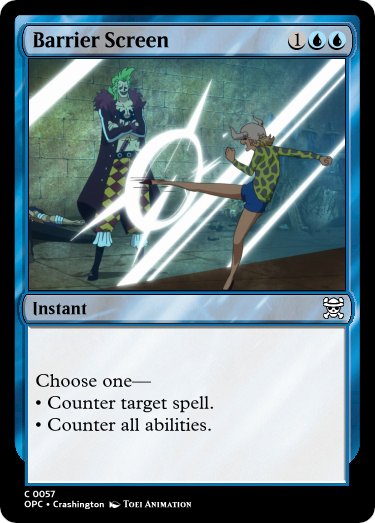 Barrier Screen 1
Instant
Choose one—
• Counter target spell.
• Counter all abilities.
C 0057
OPC • Crashington TOEI ANIMATION